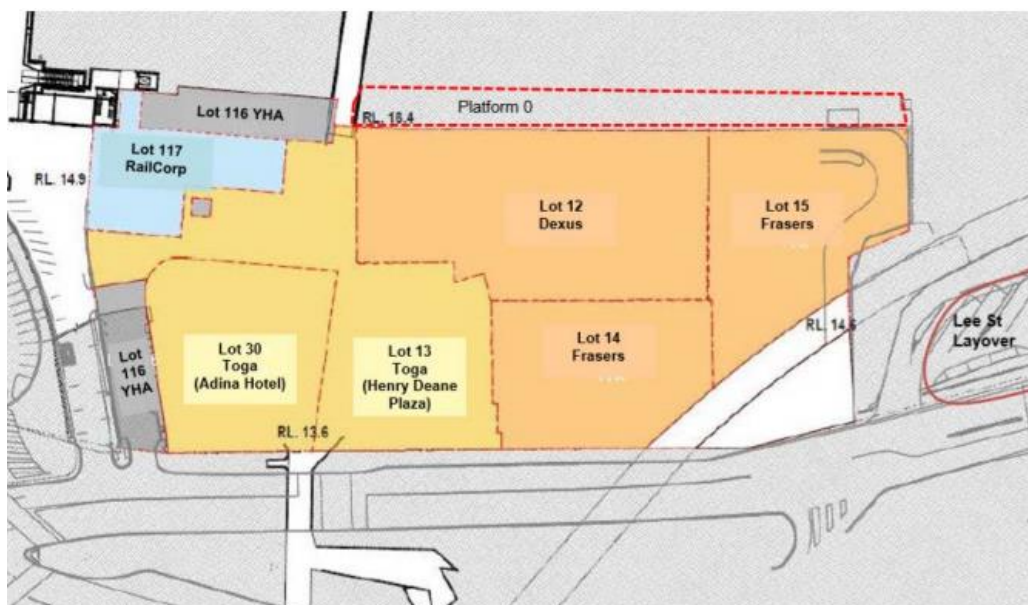 Platform 0
Lot 116 YHA
RL. 18.4
Lot 117
RailCorp
RL. 14.9
Lot 12
Dexus
Lot 15
Frasers
Lot
116
YHA
Lot 30
Toga
(Adina Hotel)
Lot 13
Toga
(Henry Deane
Plaza)
Lot 14
Frasers
RL. 14.6
Lee St
Layover
RL. 13.6